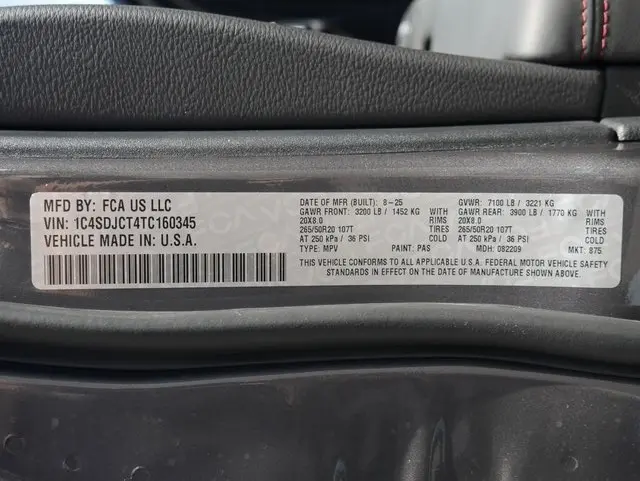 MFD BY: FCA US LLC
VIN: 1C4SDJCT4TC160345
VEHICLE MADE IN: U.S.A.
DATE OF MFR (BUILT): 8-25 GVWR: 7100 LB / 3221 KG
GAWR FRONT: 3200 LB / 1452 KG WITH GAWR REAR: 3900 LB / 1770 KG WITH
20X8.0 RIMS 20X8.0 RIMS
265/50R20 107T TIRES 265/50R20 107T TIRES
AT 250 kPa / 36 PSI AT 250 kPa / 36 PSI
TYPE: MPV PAINT: PAS MDH: 082209 MKT: 875
THIS VEHICLE CONFORMS TO ALL APPLICABLE U.S.A. FEDERAL MOTOR VEHICLE SAFETY
STANDARDS IN EFFECT ON THE DATE OF MANUFACTURE SHOWN ABOVE.